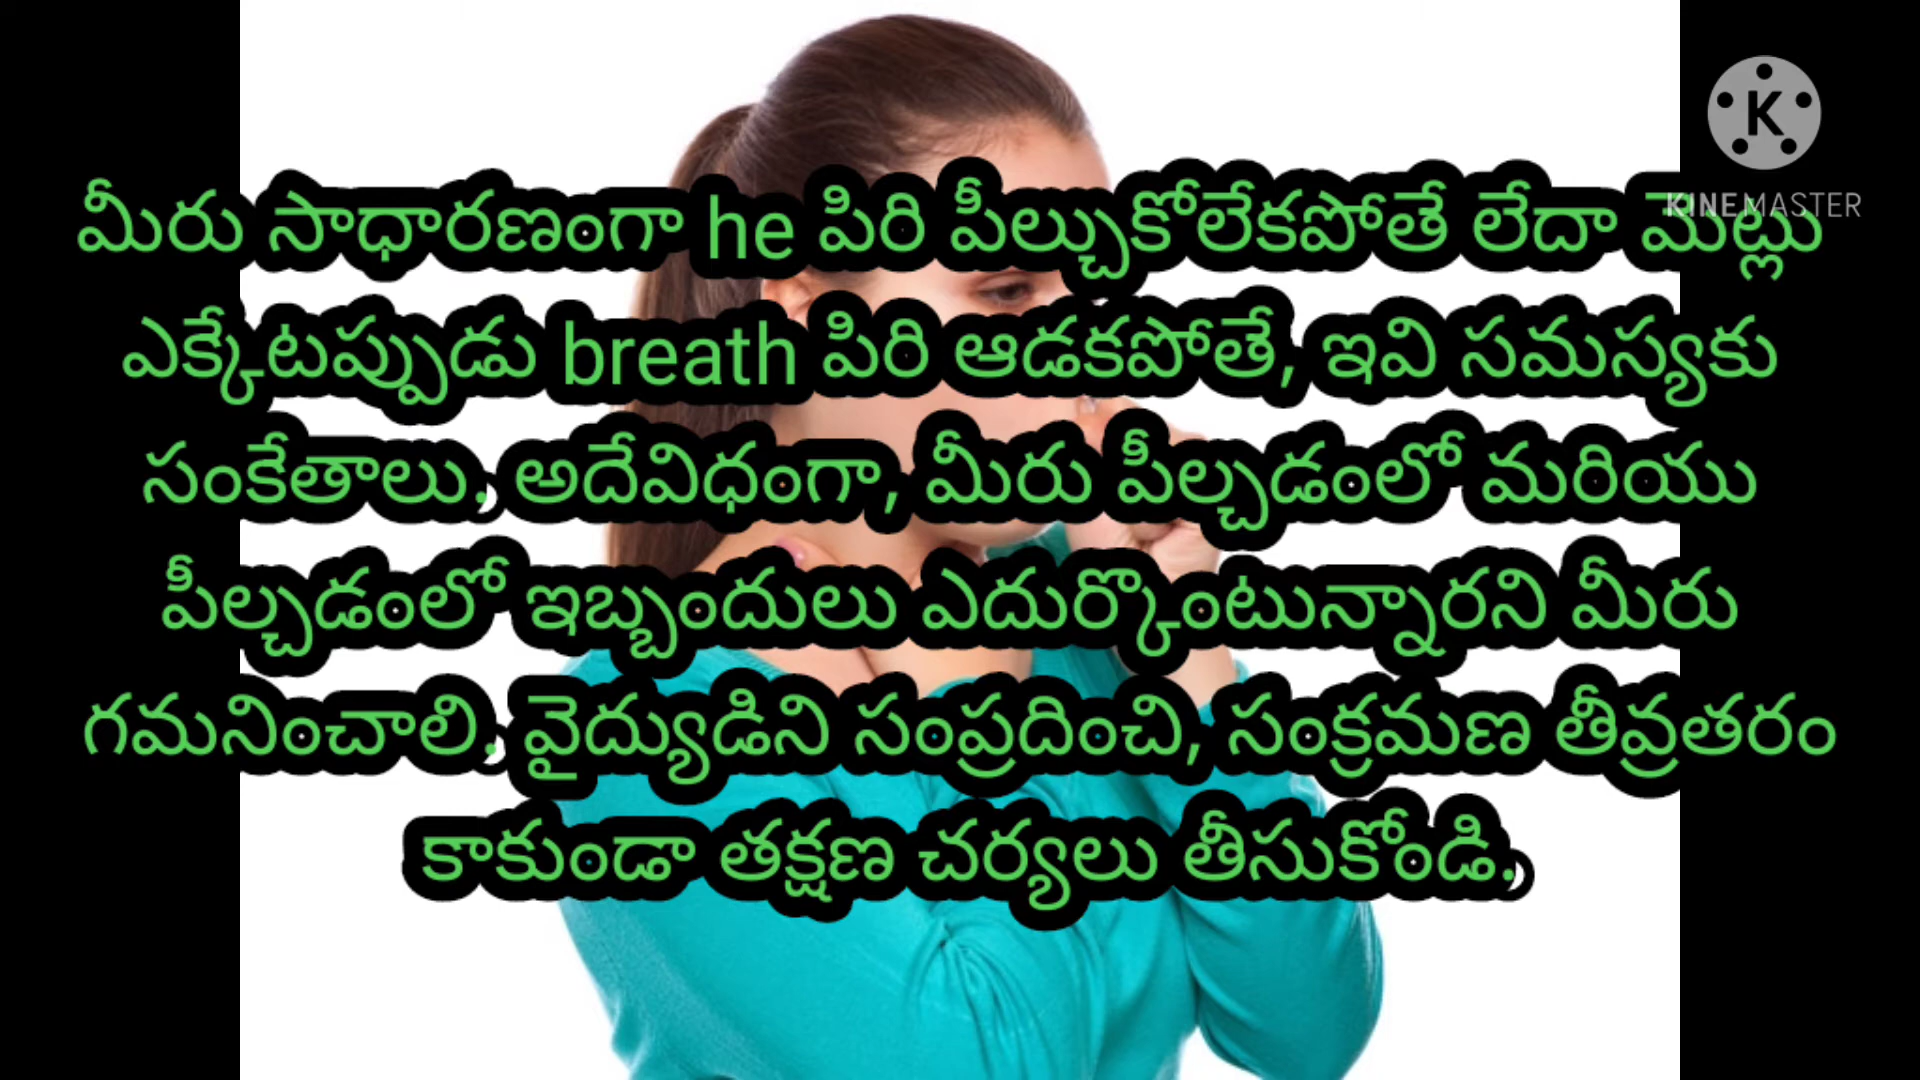 KINEMASTER
మీరు సాధారణంగా he పిరి పీల్చుకోలేకపోతే లేదా మెట్లు
ఎక్కేటప్పుడు breath పిరి ఆడకపోతే, ఇవి సమస్యకు
సంకేతాలు. అదేవిధంగా, మీరు పీల్చడంలో మరియు
పీల్చడంలో ఇబ్బందులు ఎదుర్కొంటున్నారని మీరు
గమనించాలి. వైద్యుడిని సంప్రదించి, సంక్రమణ తీవ్రతరం
కాకుండా తక్షణ చర్యలు తీసుకోండి.